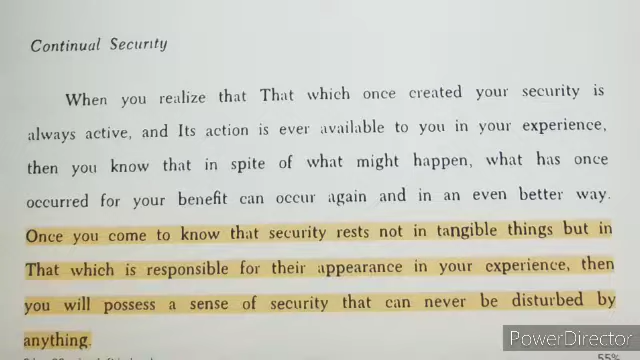 Continual Security
When you realize that That which once created your security is
always active, and Its action is ever available to you in your experience,
then you know that in spite of what might happen, what has once
occurred for your benefit can occur again and in an even better way.
Once you come to know that security rests not in tangible things but in
That which is responsible for their appearance in your experience, then
you will possess a sense of security that can never be disturbed by
anything.
PowerDirector
55%